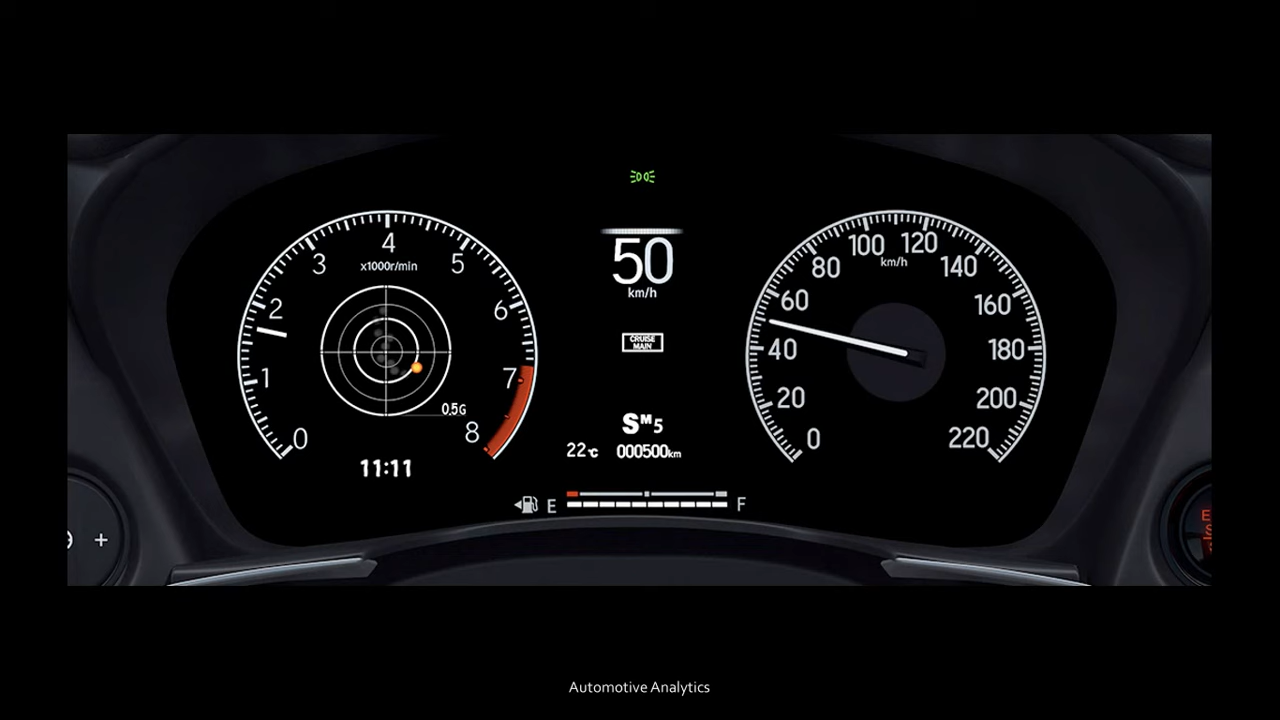 4
3
5
x1000r/min
2
6
1
7
0.5G
0
8
11:11
50
km/h
CRUISE
MAIN
S M 5
22°C
000500km
E
F
100 120
km/h
80
140
60
160
40
180
20
200
0
220
+
Automotive Analytics